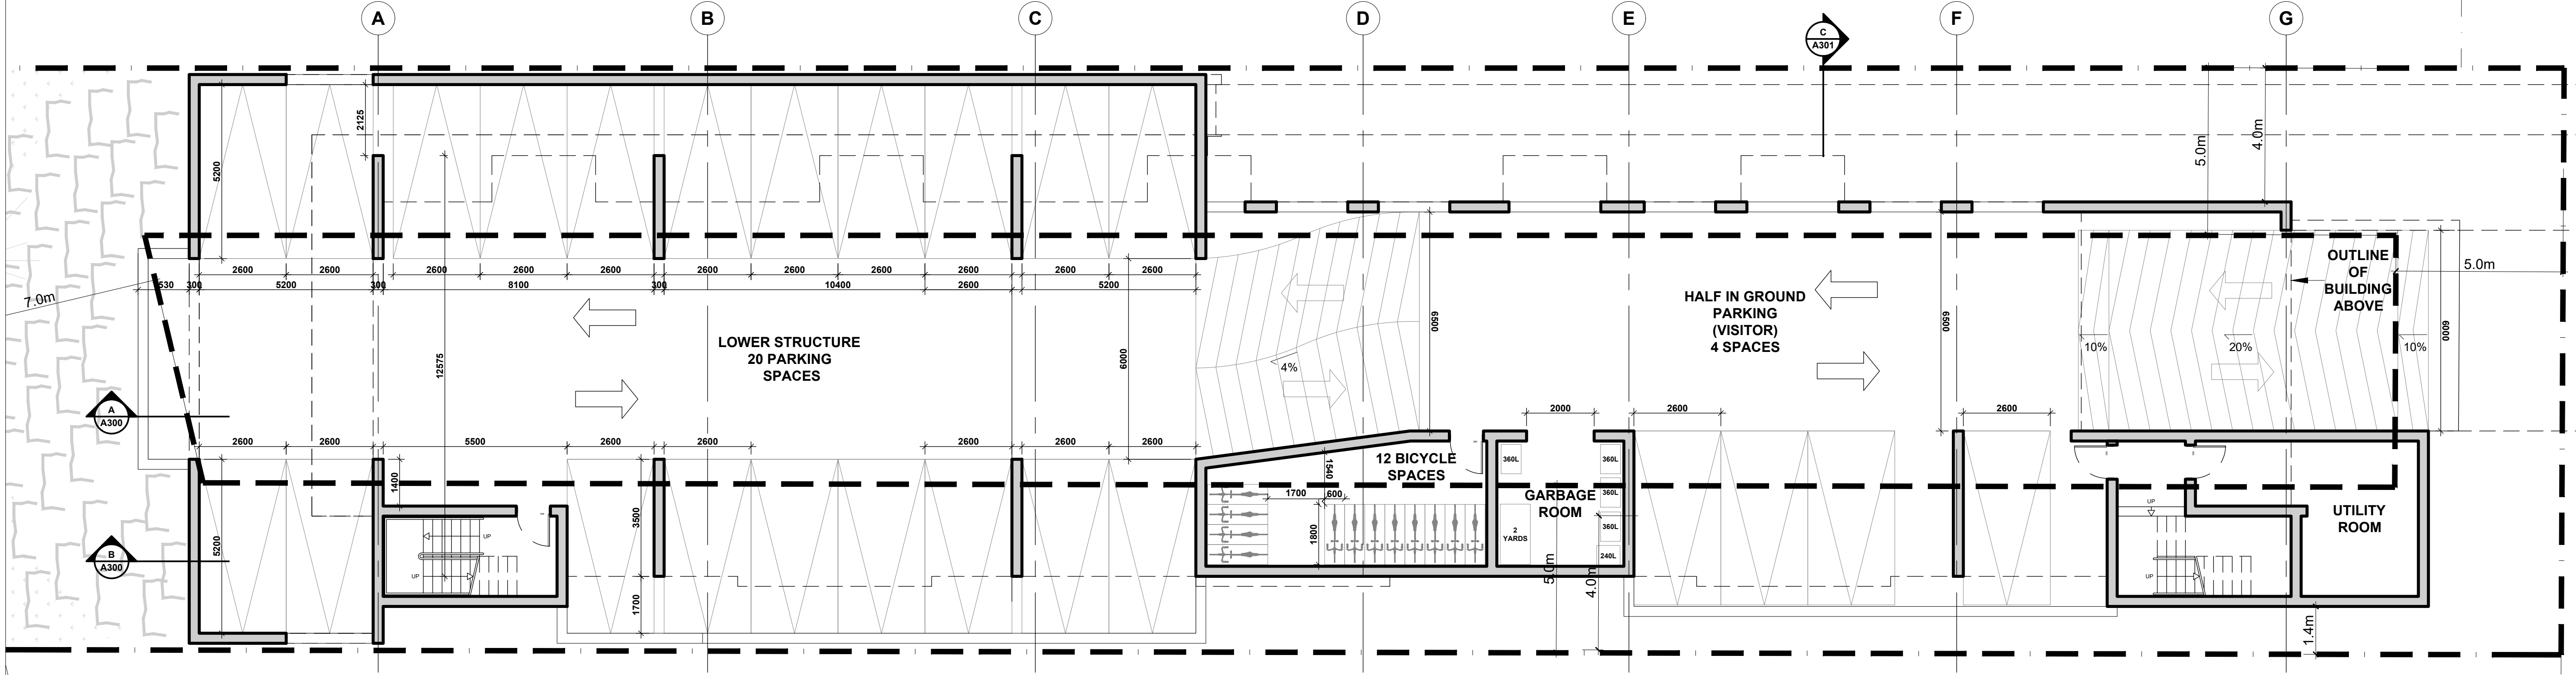 A
B
C
D
E
F
G
C
A301
2125
5200
5.0m
4.0m
2600
2600
2600
2600
2600
2600
2600
2600
2600
530
300
5200
300
8100
300
10400
2600
5200
7.0m
12575
6000
6500
6500
6000
LOWER STRUCTURE
20 PARKING
SPACES
4%
HALF IN GROUND
PARKING
(VISITOR)
4 SPACES
OUTLINE
OF
BUILDING
ABOVE
5.0m
10%
20%
10%
A
A300
2600
2600
5500
2600
2600
2600
2600
2600
2000
2600
2600
1400
5200
3500
1700
UP
UP
12 BICYCLE
SPACES
1540
1700
600
1800
360L
360L
360L
360L
240L
GARBAGE
ROOM
2
YARDS
5.0m
4.0m
UP
UP
UTILITY
ROOM
1.4m
B
A300